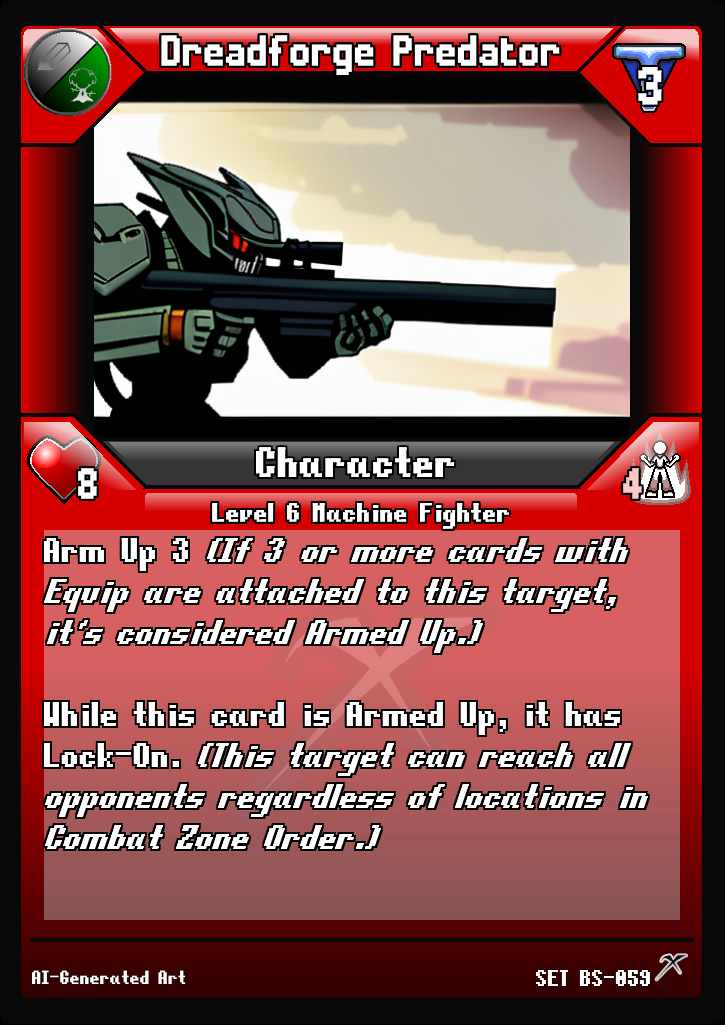 Dreadforge Predator
3
Character
8
4
Level 6 Machine Fighter
Arm Up 3 (If 3 or more cards with
Equip are attached to this target,
it's considered Armed Up.)
While this card is Armed Up, it has
Lock-On. (This target can reach all
opponents regardless of locations in
Combat Zone Order.)
AI-Generated Art
SET BS-059